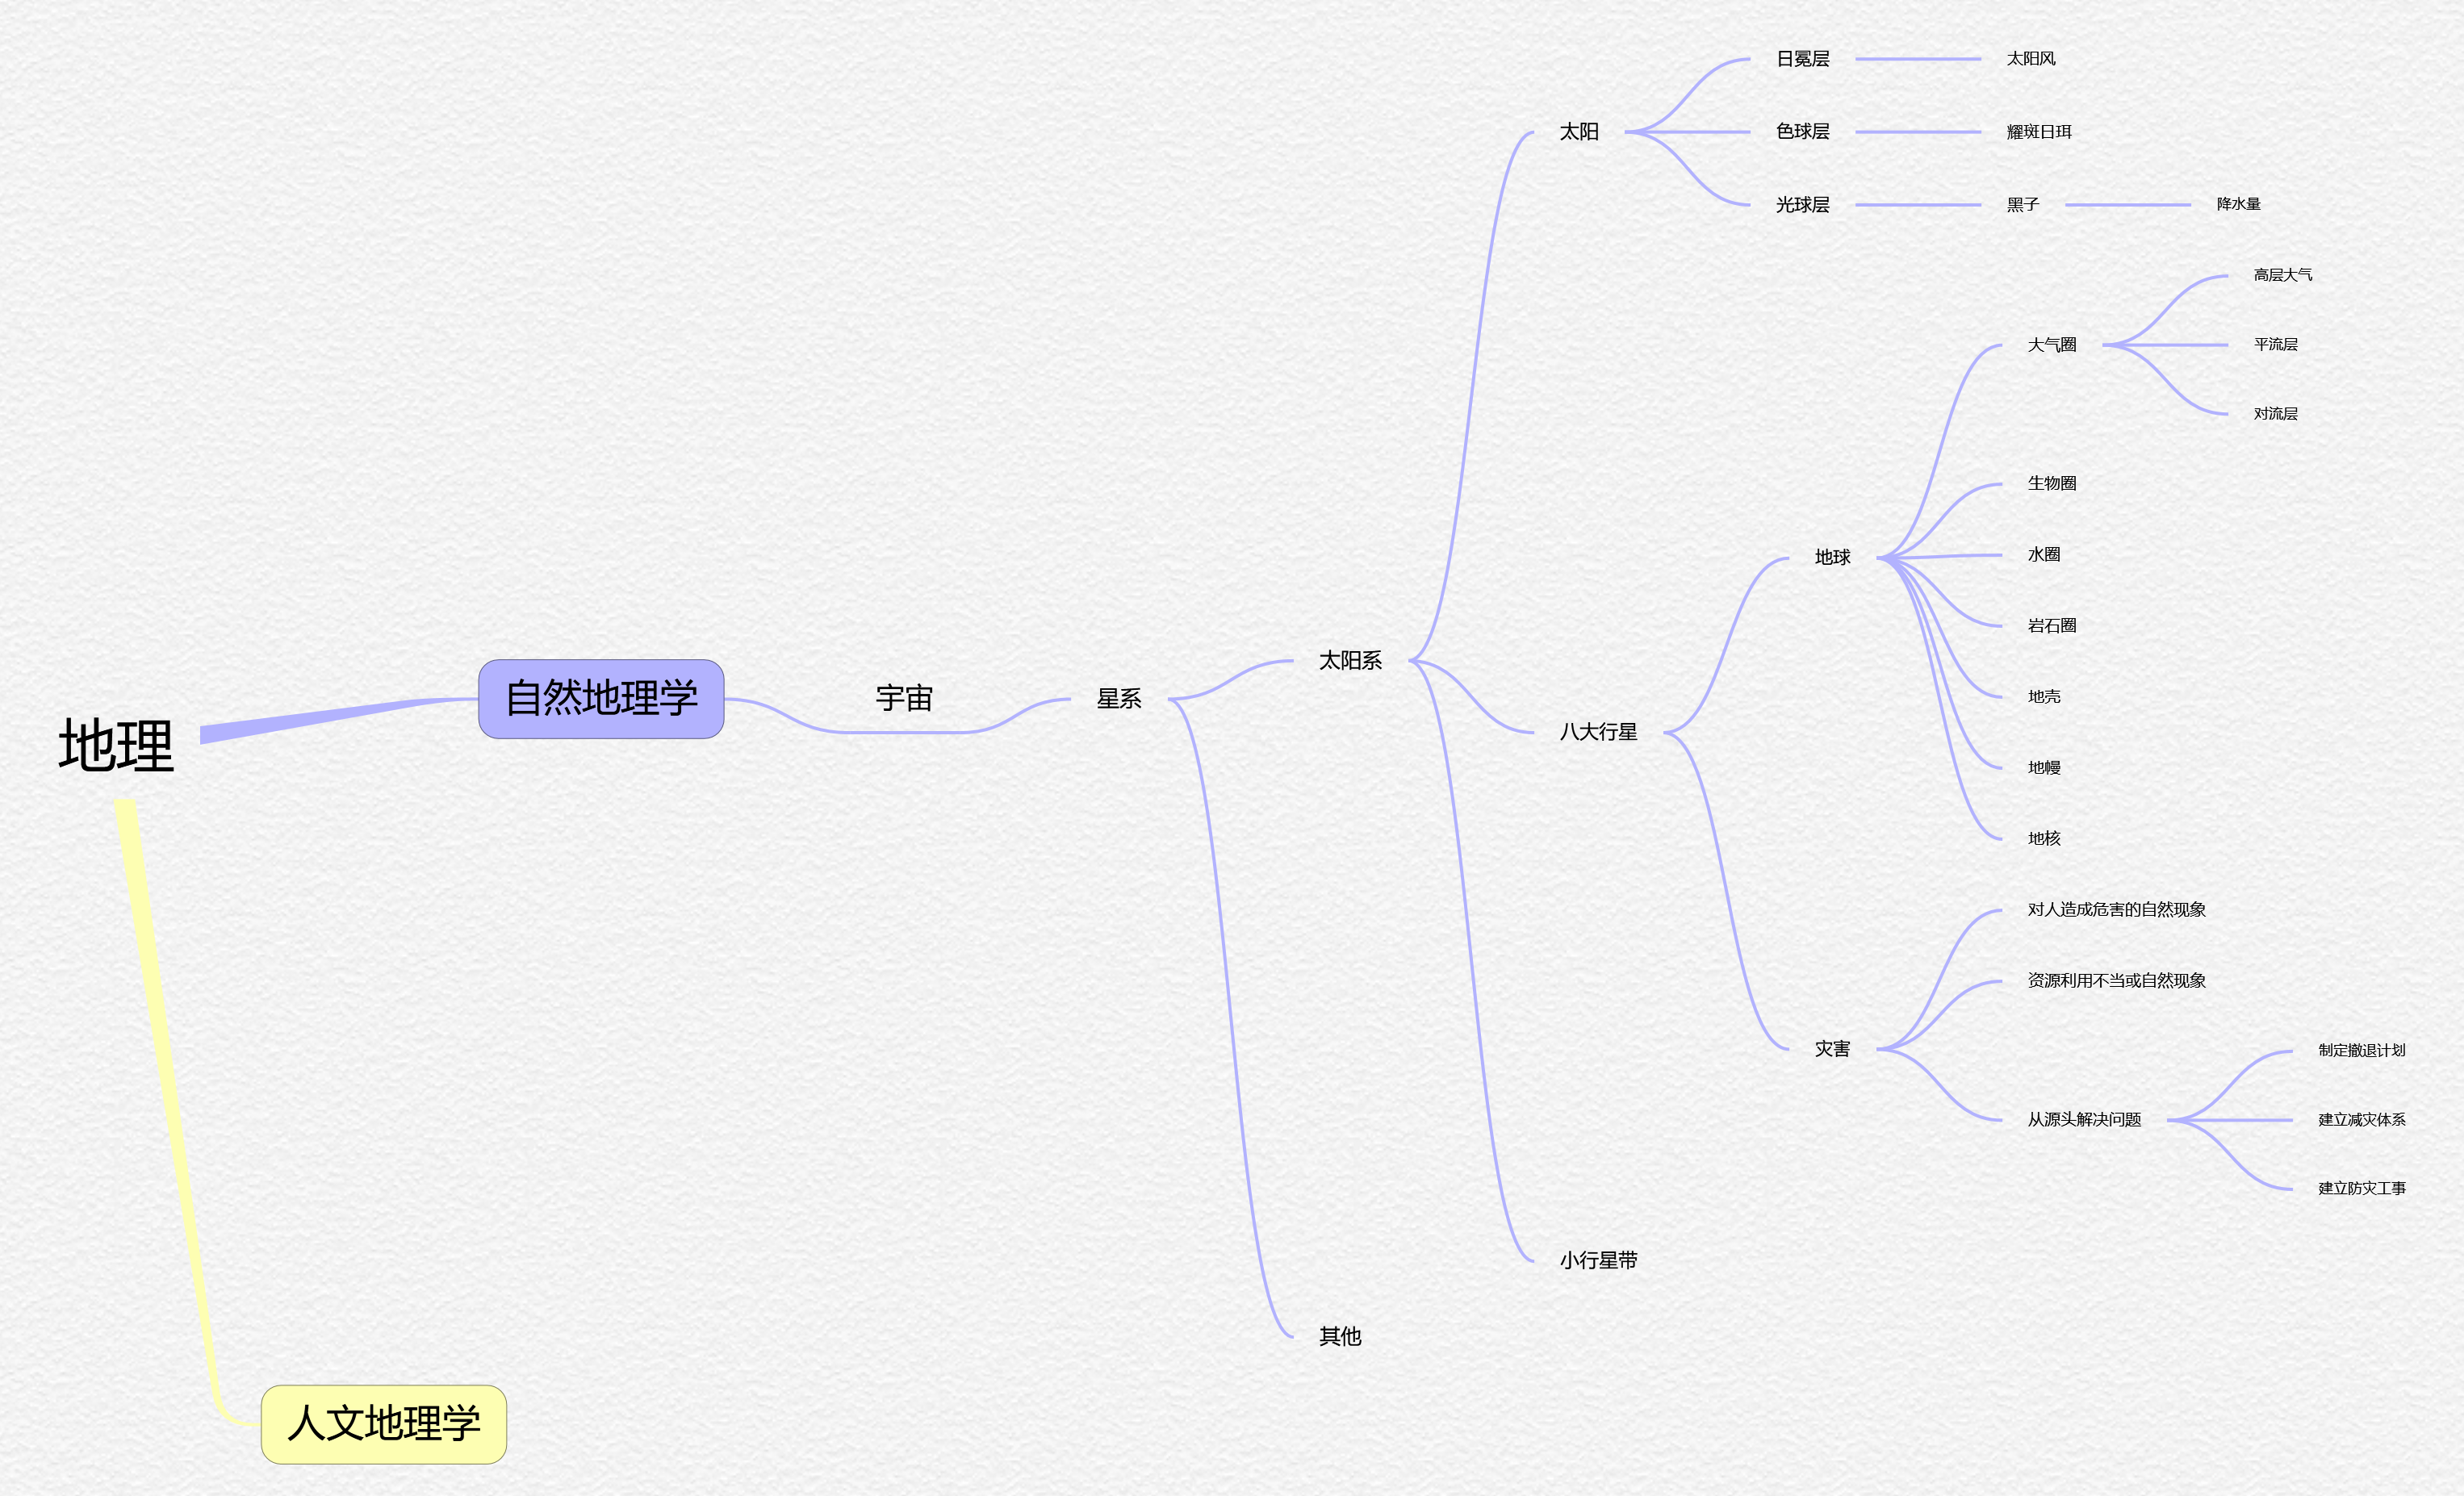 地理
自然地理学
宇宙
星系
太阳系
太阳
日冕层
太阳风
色球层
耀斑日珥
光球层
黑子
降水量
八大行星
地球
大气圈
高层大气
平流层
对流层
生物圈
水圈
岩石圈
地壳
地幔
地核
灾害
对人造成危害的自然现象
资源利用不当或自然现象
从源头解决问题
制定撤退计划
建立减灾体系
建立防灾工事
小行星带
其他
人文地理学